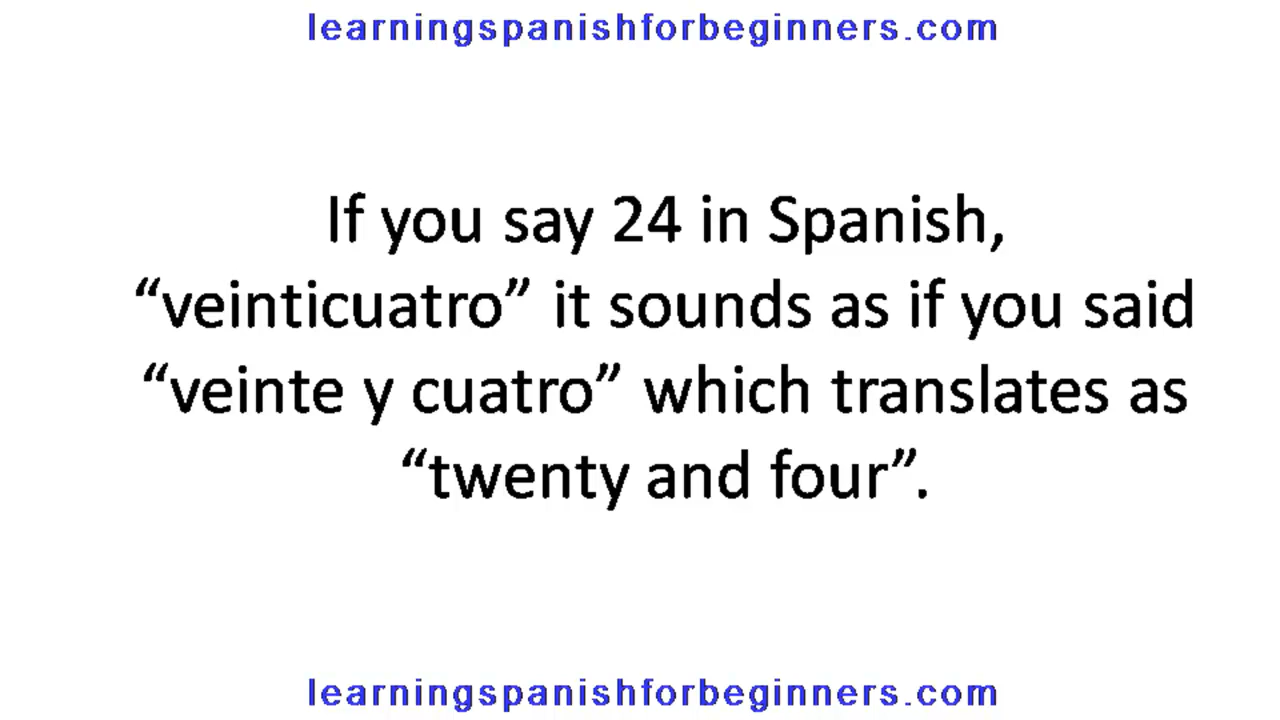 learningspanishforbeginners.com
If you say 24 in Spanish,
“veinticuatro” it sounds as if you said
“veinte y cuatro” which translates as
“twenty and four”.
learningspanishforbeginners.com